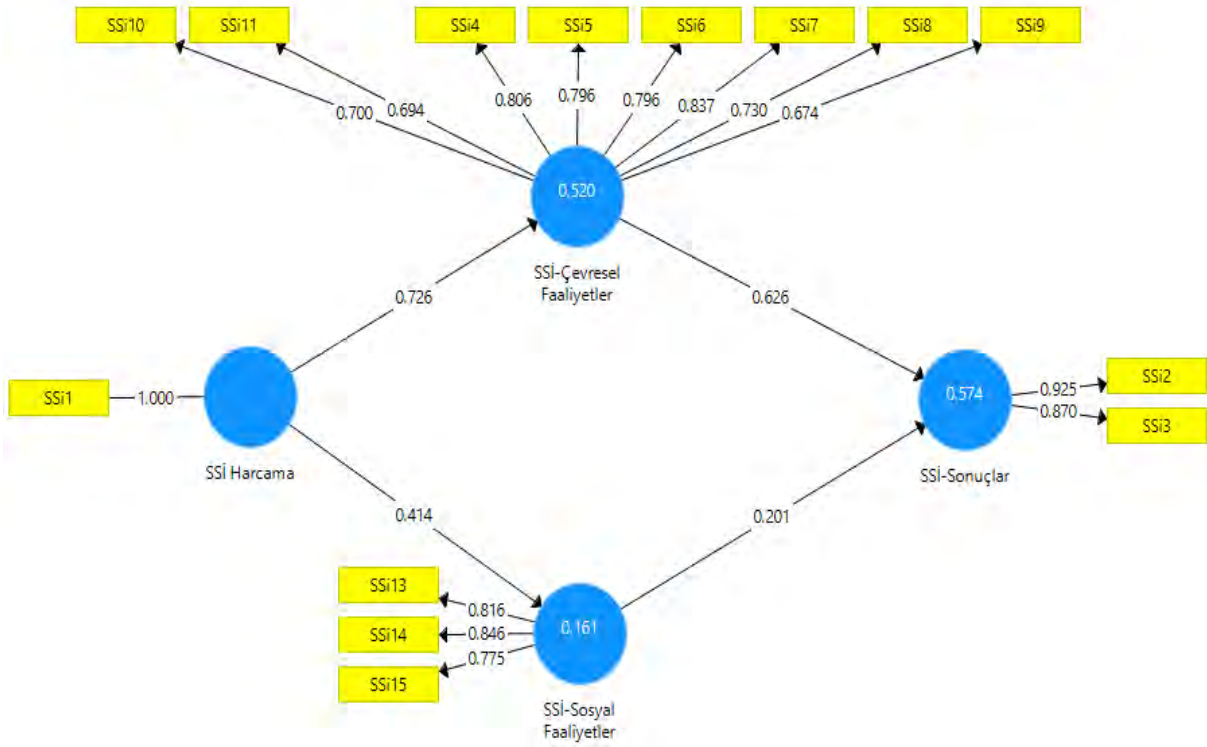 SSi10
SSi11
SSi4
SSi5
SSi6
SSi7
SSi8
SSi9
0.700
0.694
0.806
0.796
0.796
0.837
0.730
0.674
0.520
SSİ-Çevresel
Faaliyetler
0.726
0.626
SSi1
1.000
SSİ Harcama
0.574
SSİ-Sonuçlar
0.925
SSi2
0.870
SSi3
0.414
0.201
SSi13
0.816
SSi14
0.846
SSi15
0.775
0.161
SSİ-Sosyal
Faaliyetler